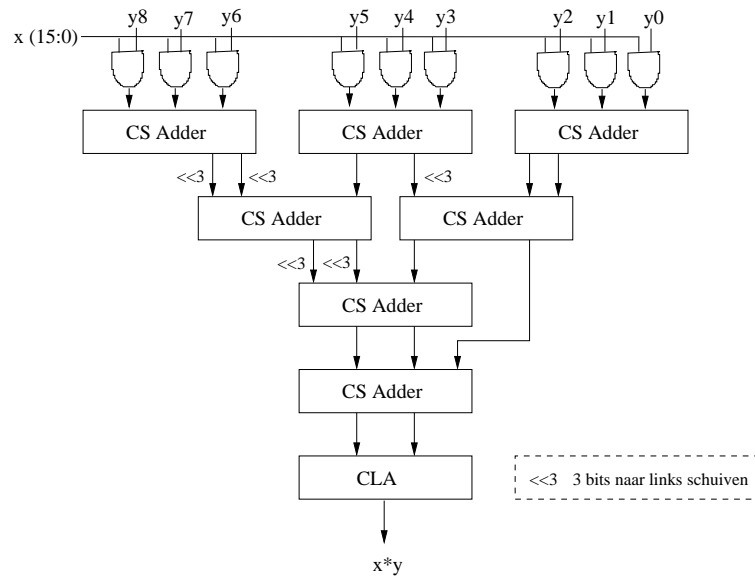 y8 y7 y6 y5 y4 y3 y2 y1 y0
x (15:0)
CS Adder CS Adder CS Adder
<<3 <<3 <<3
CS Adder CS Adder
<<3 <<3
CS Adder
CS Adder
CLA
<<3 3 bits naar links schuiven
x*y